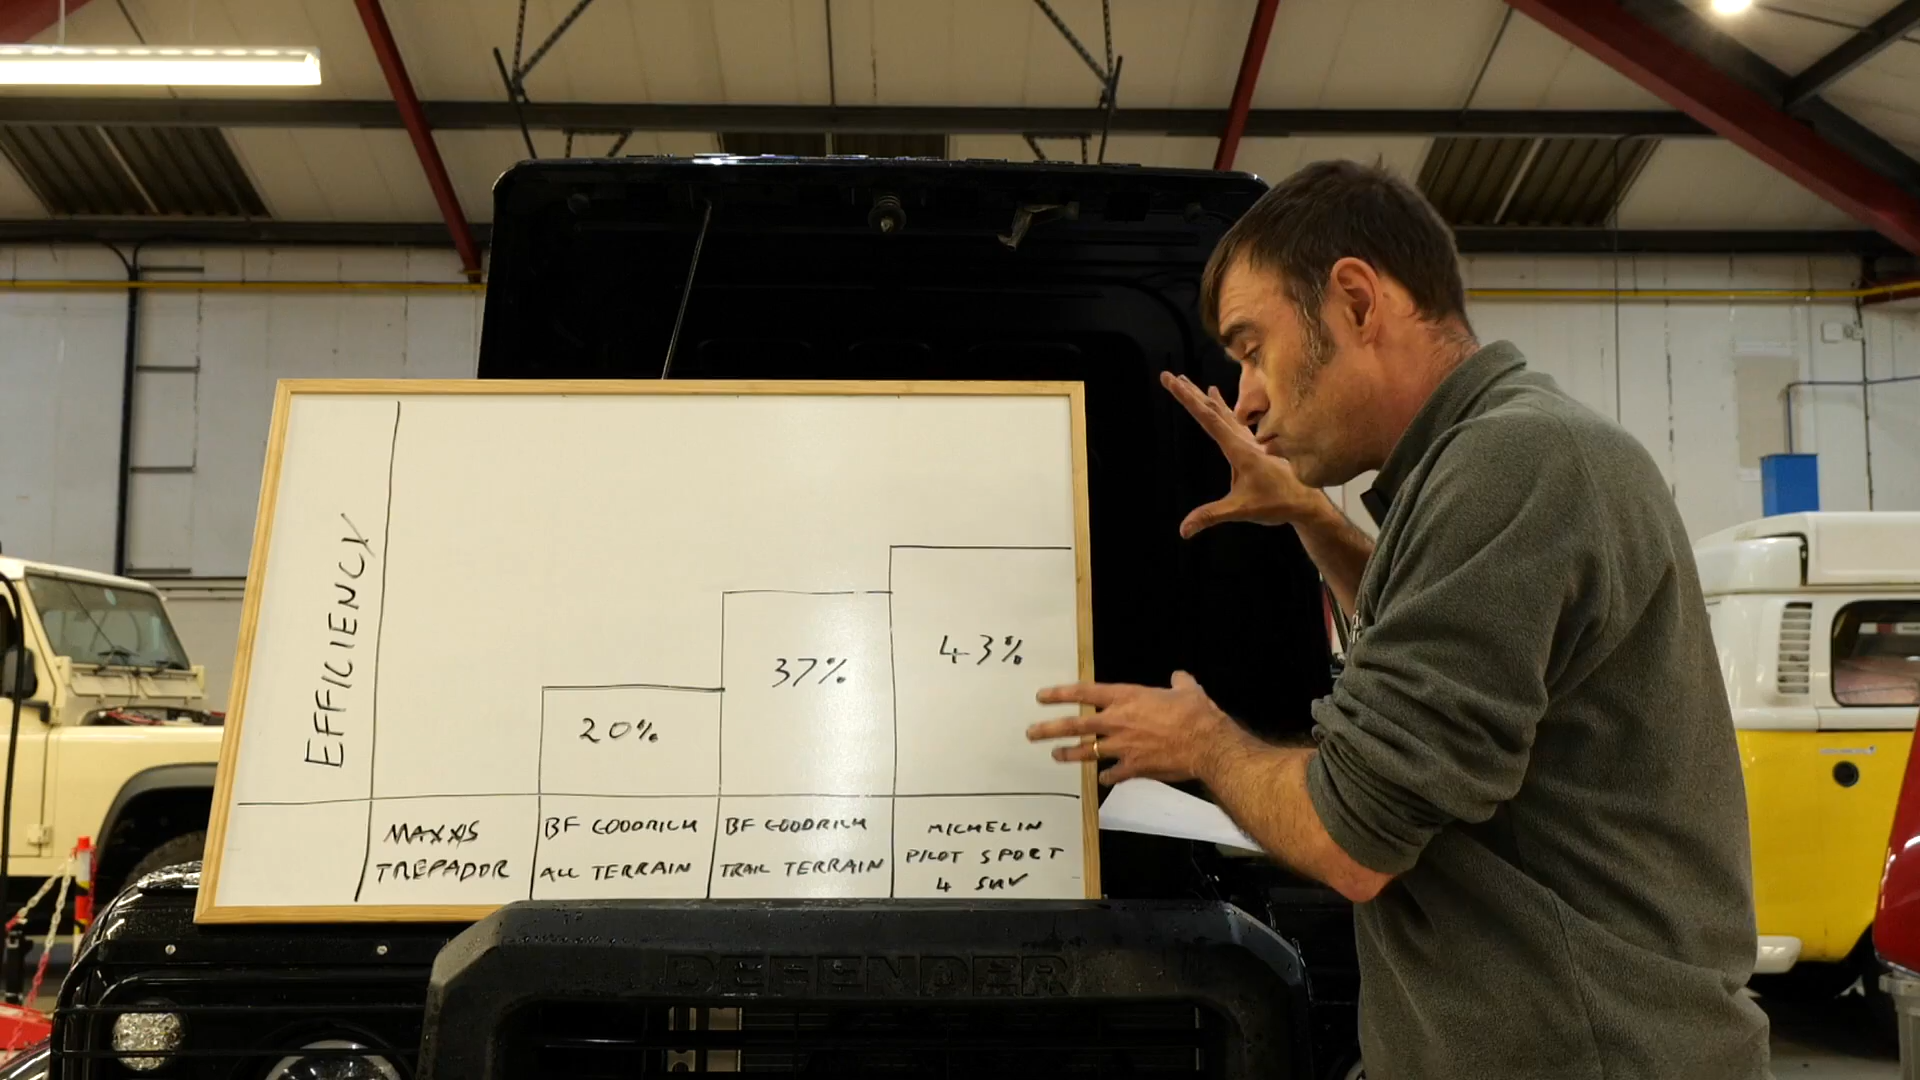 EFFICIENCY
20%
37%
43%
MAXXIS
TREPADOR
BF GOODRICH
ALL TERRAIN
BF GOODRICH
TRAIL TERRAIN
MICHELIN
PILOT SPORT
4 SUV
DEFENDER